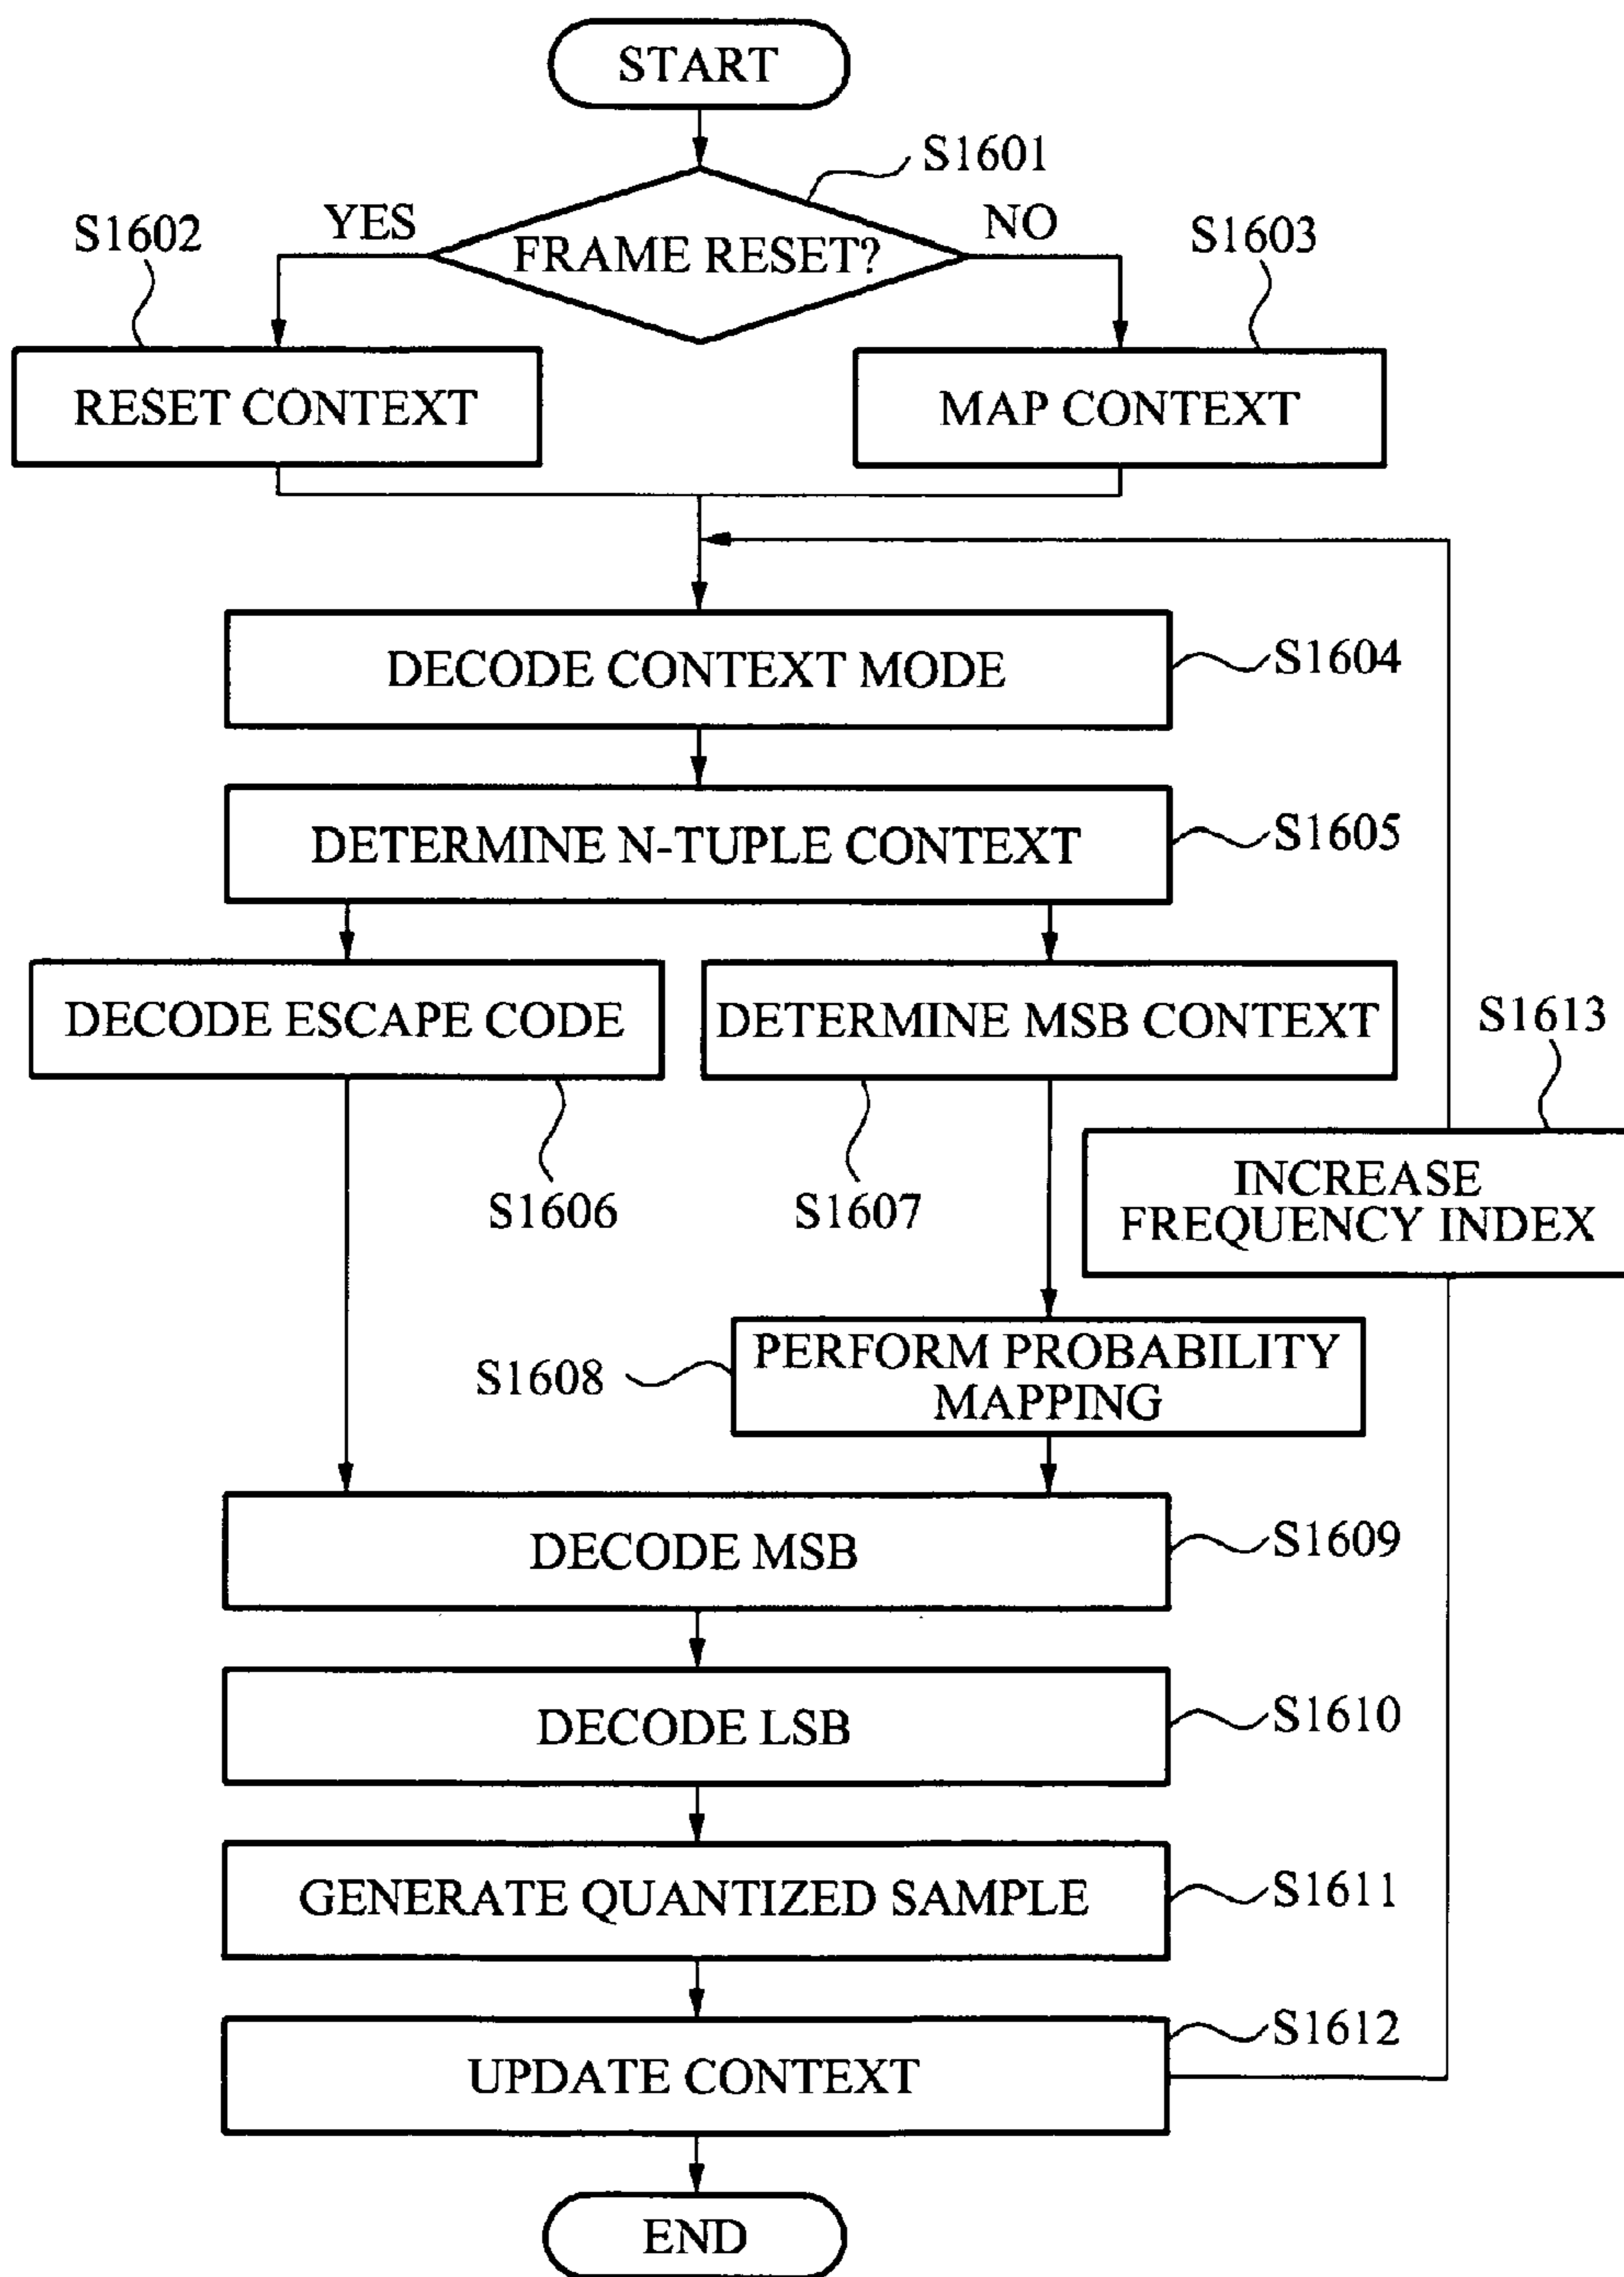 START
S1601
YES
NO
S1602
FRAME RESET?
S1603
RESET CONTEXT
MAP CONTEXT
DECODE CONTEXT MODE
S1604
DETERMINE N-TUPLE CONTEXT
S1605
DECODE ESCAPE CODE
DETERMINE MSB CONTEXT
S1613
S1606
S1607
INCREASE
FREQUENCY INDEX
S1608
PERFORM PROBABILITY
MAPPING
DECODE MSB
S1609
DECODE LSB
S1610
GENERATE QUANTIZED SAMPLE
S1611
S1612
UPDATE CONTEXT
END